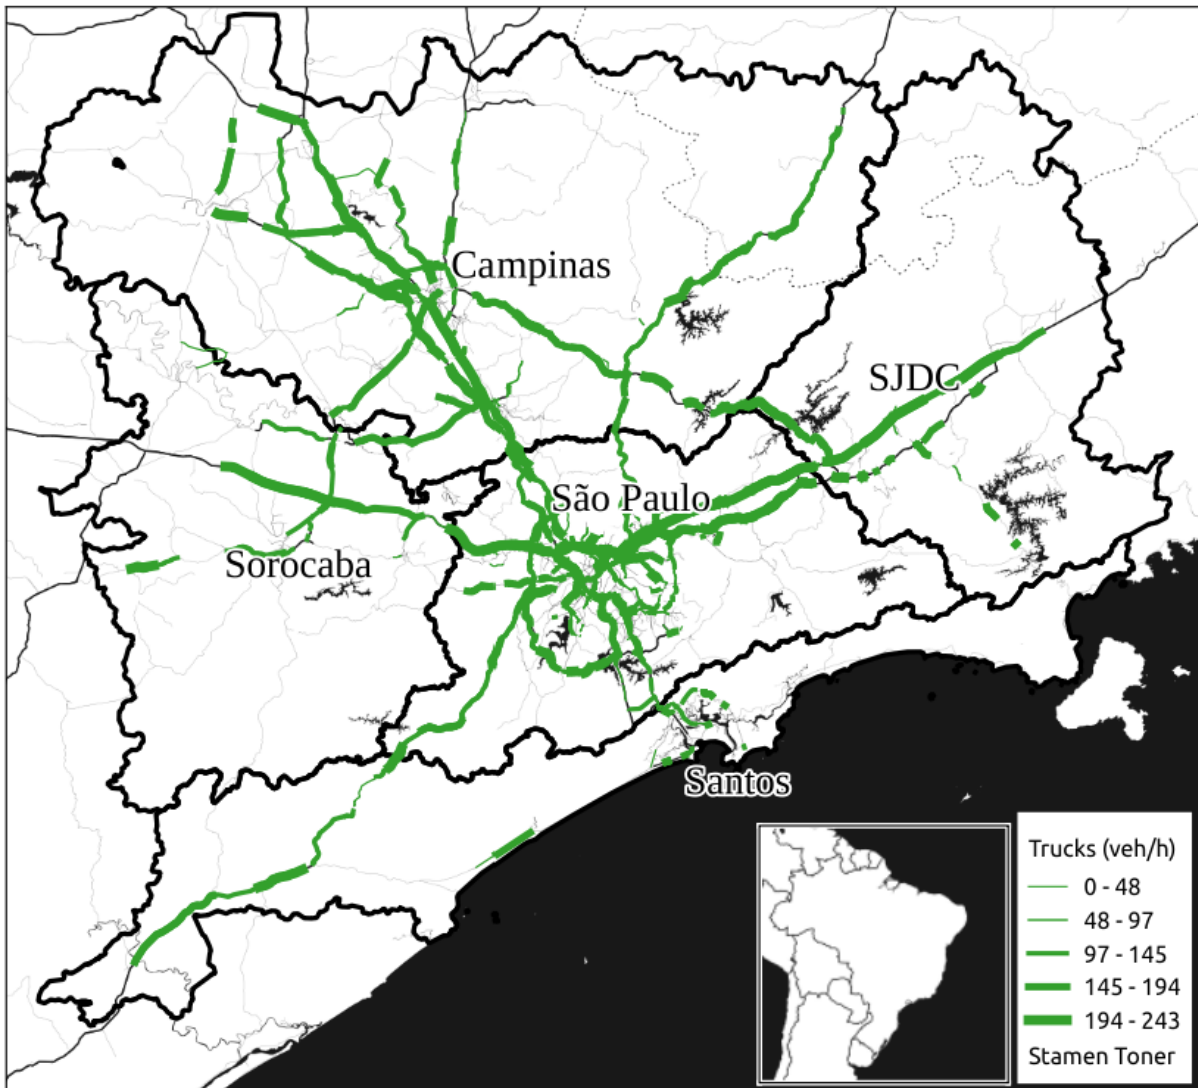 Campinas
SJDC
São Paulo
Sorocaba
Santos
Trucks (veh/h)
0 - 48
48 - 97
97 - 145
145 - 194
194 - 243
Stamen Toner